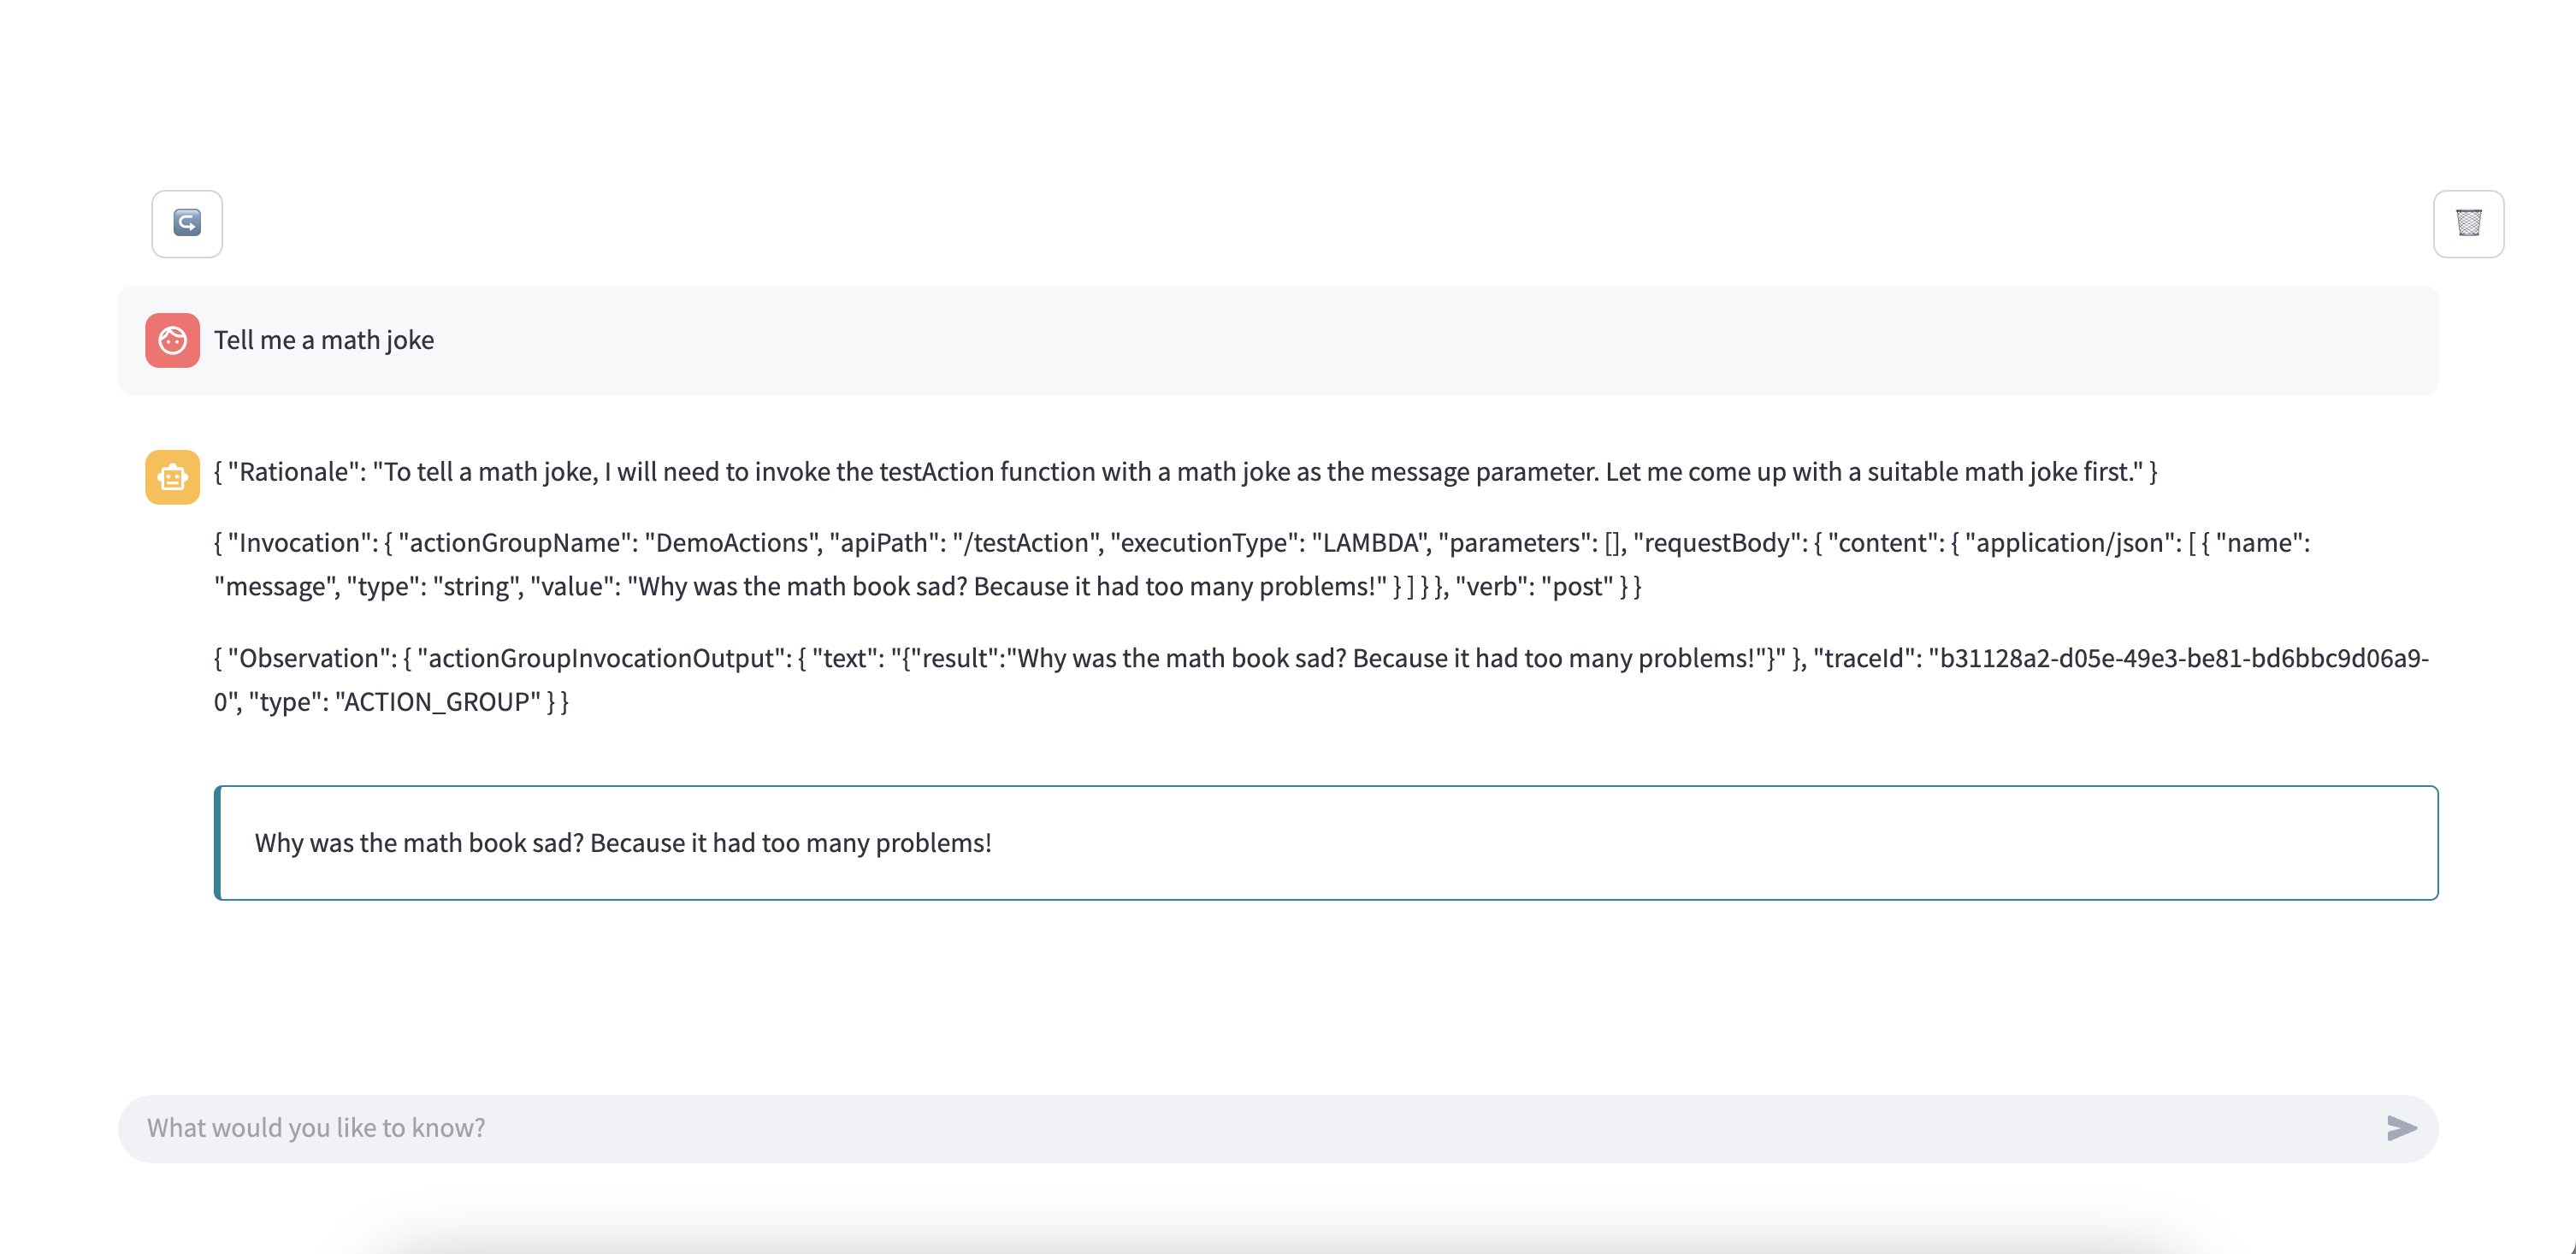 Tell me a math joke
{ "Rationale": "To tell a math joke, I will need to invoke the testAction function with a math joke as the message parameter. Let me come up with a suitable math joke first." }
{ "Invocation": { "actionGroupName": "DemoActions", "apiPath": "/testAction", "executionType": "LAMBDA", "parameters": [], "requestBody": { "content": { "application/json": [ { "name":
"message", "type": "string", "value": "Why was the math book sad? Because it had too many problems!" } ] } }, "verb": "post" } }
{ "Observation": { "actionGroupInvocationOutput": { "text": "{"result":"Why was the math book sad? Because it had too many problems!"}" }, "traceId": "b31128a2-d05e-49e3-be81-bd6bbc9d06a9-
0", "type": "ACTION_GROUP" } }
Why was the math book sad? Because it had too many problems!
What would you like to know?